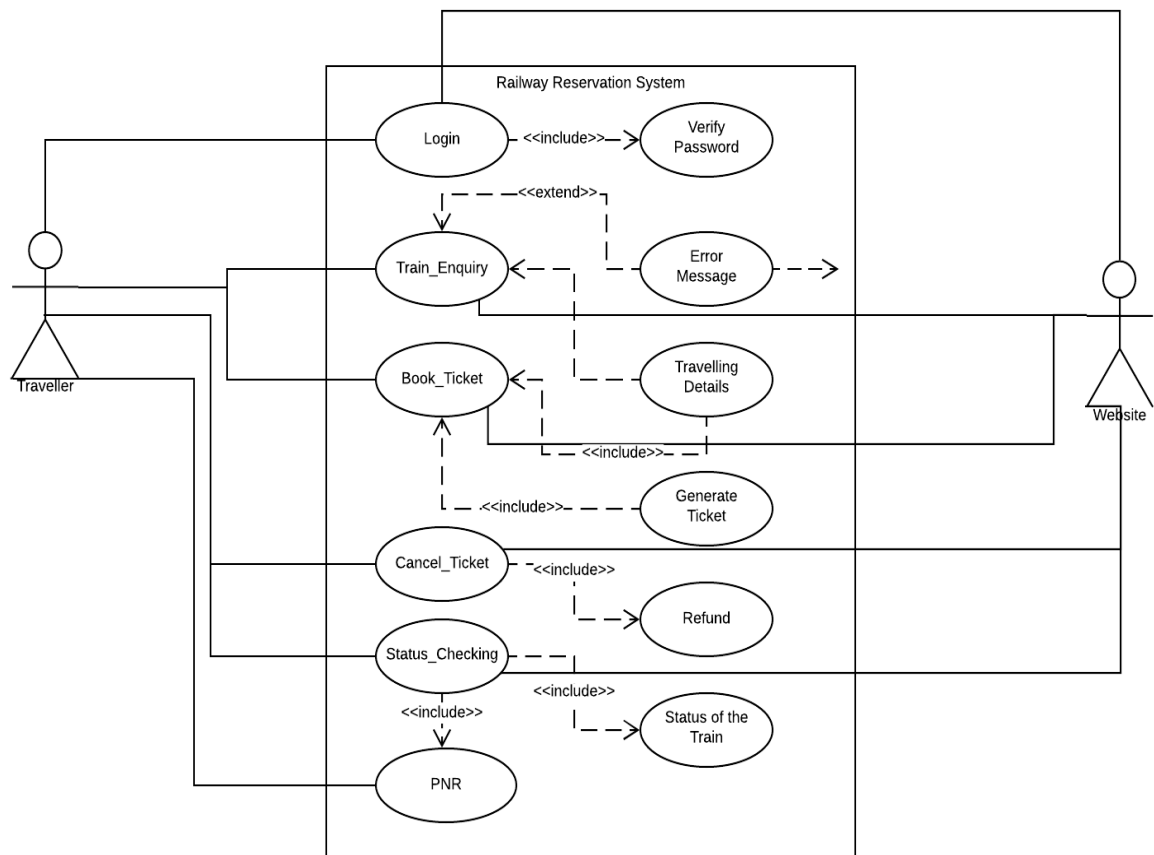 Railway Reservation System
Login
<<include>>
Verify
Password
<<extend>>
Train_Enquiry
Error
Message
Book_Ticket
Travelling
Details
Traveller
Website
<<include>>
Generate
Ticket
<<include>>
Cancel_Ticket
<<include>>
Refund
Status_Checking
<<include>>
<<include>>
Status of the
Train
PNR